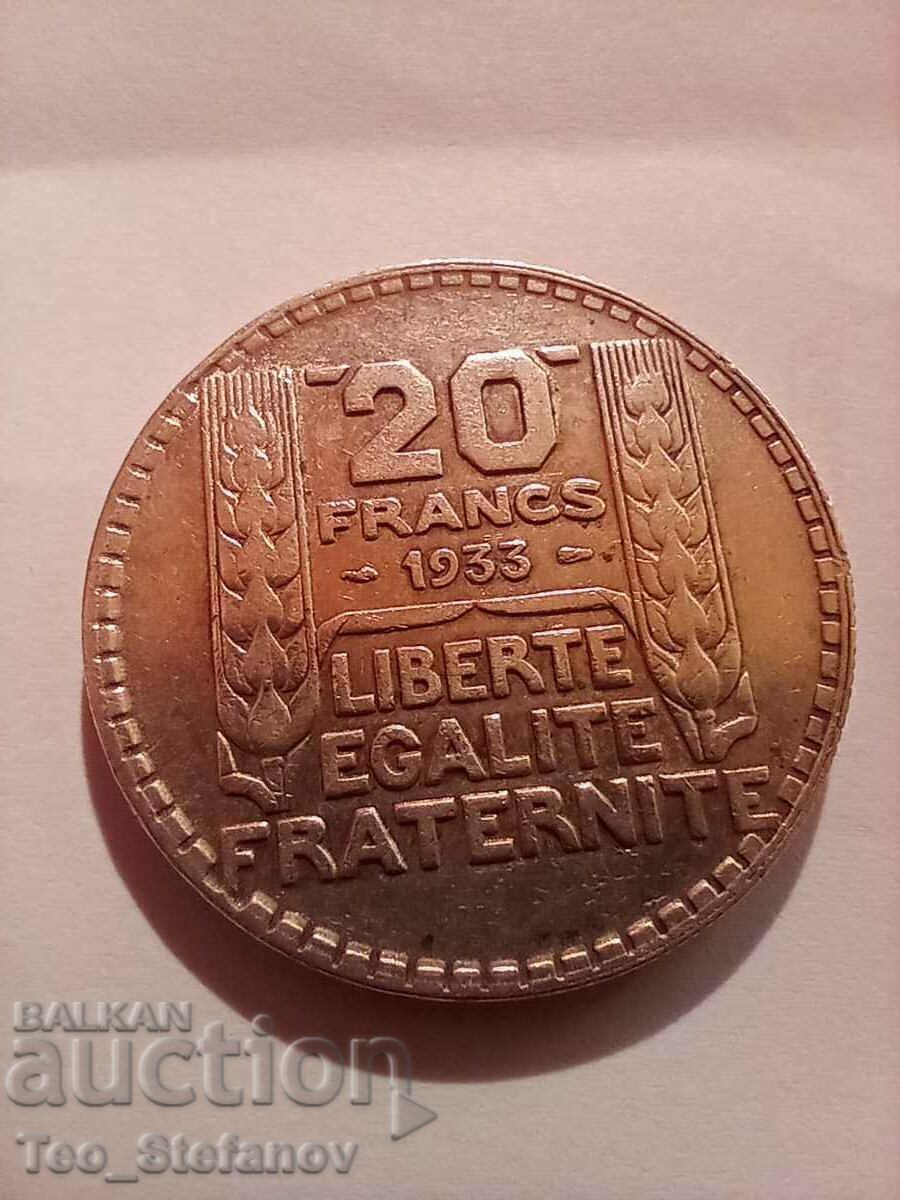 20
FRANCS
1933
LIBERTE
EGALITE
FRATERNITE
BALKAN
auction
Teo_Stefanov